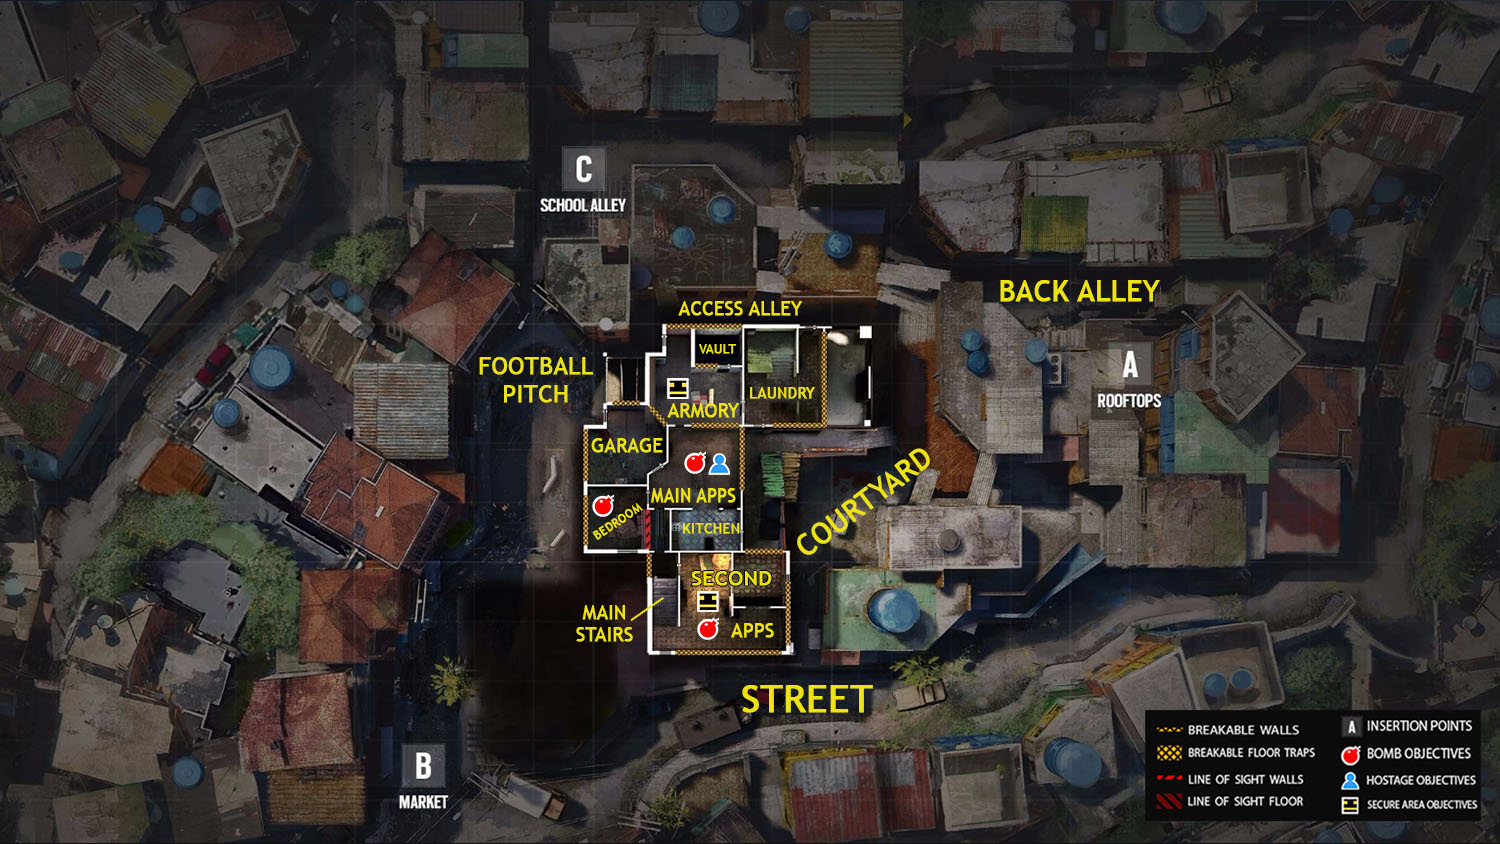 C
SCHOOL ALLEY
BACK ALLEY
ACCESS ALLEY
VAULT
FOOTBALL
PITCH
A
ROOFTOPS
LAUNDRY
ARMORY
GARAGE
MAIN APPS
BEDROOM
KITCHEN
COURTYARD
SECOND
APPS
MAIN
STAIRS
STREET
B
MARKET
BREAKABLE WALLS
BREAKABLE FLOOR TRAPS
LINE OF SIGHT WALLS
LINE OF SIGHT FLOOR
A INSERTION POINTS
BOMB OBJECTIVES
HOSTAGE OBJECTIVES
SECURE AREA OBJECTIVES